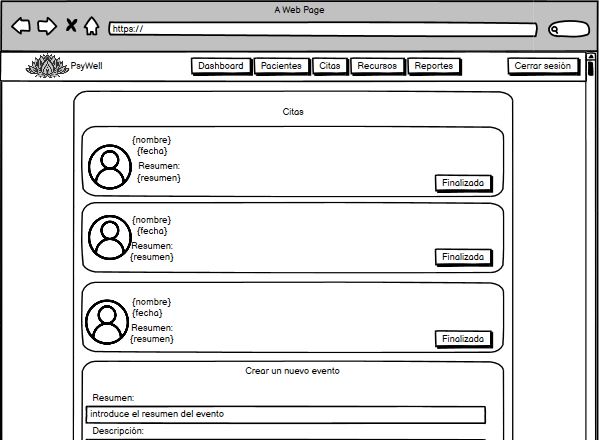 A Web Page
https://
PsyWell
Dashboard
Pacientes
Citas
Recursos
Reportes
Cerrar sesión
Citas
{nombre}
{fecha}
Resumen:
{resumen}
Finalizada
{nombre}
{fecha}
Resumen:
{resumen}
Finalizada
{nombre}
{fecha}
Resumen:
{resumen}
Finalizada
Crear un nuevo evento
Resumen:
introduce el resumen del evento
Descripción: